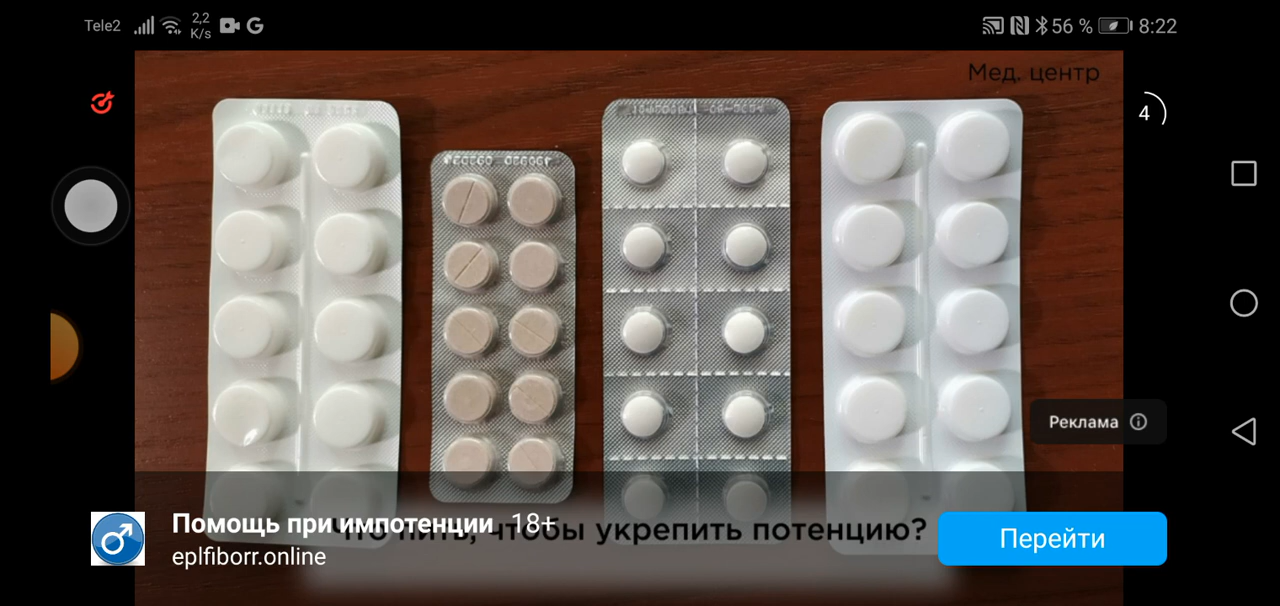 Tele2
2,2
K/s
56 %
8:22
Мед. центр
4
Реклама
Помощь при импотенции 18+
пить, чтобы укрепить потенцию?
eplfiborr.online
Перейти